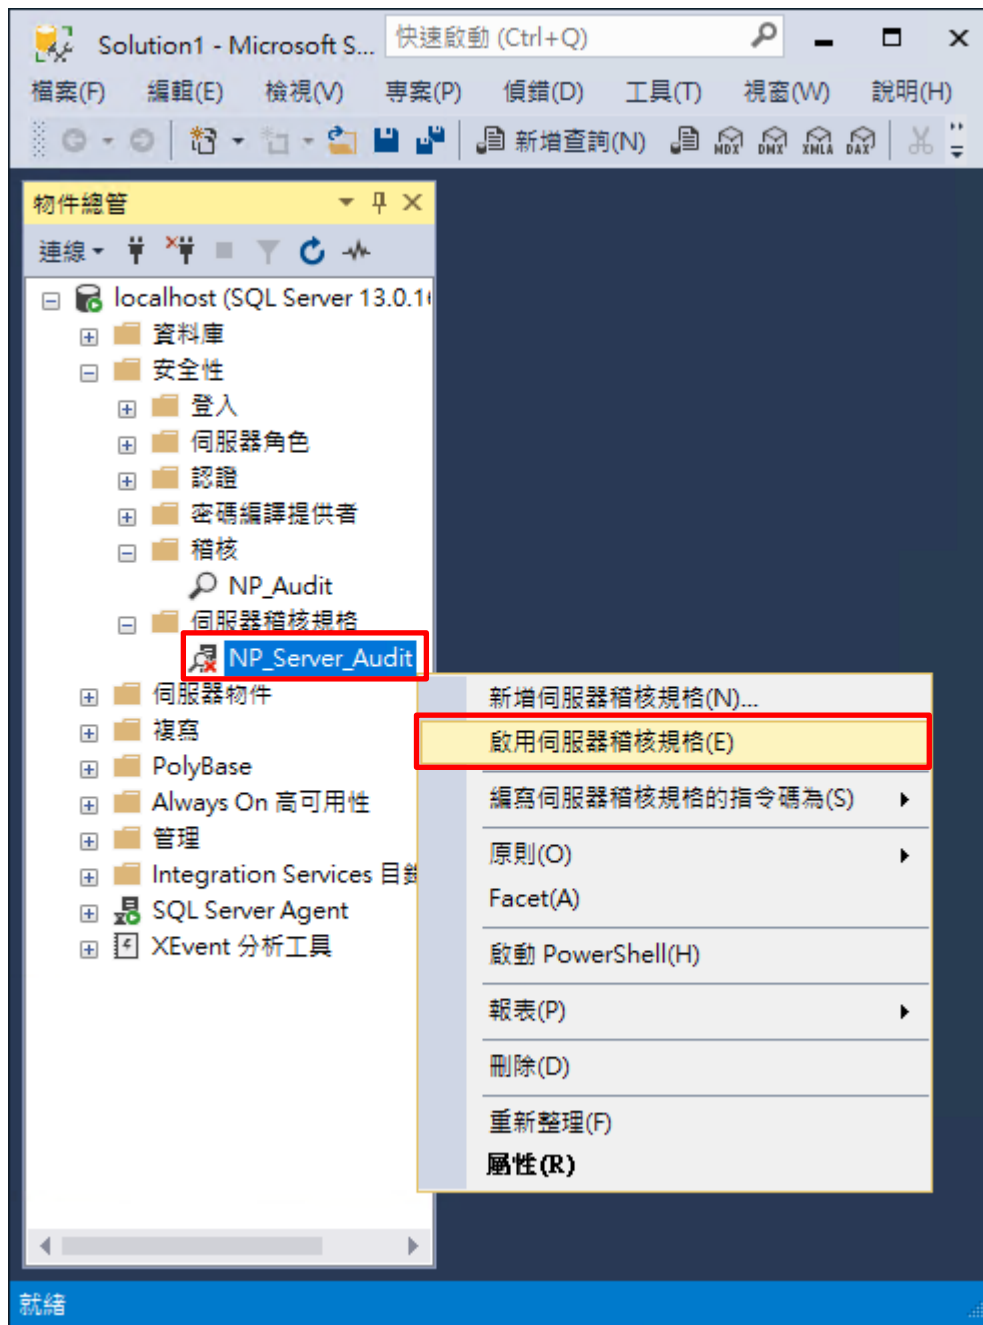 Solution1 - Microsoft S...
快速啟動 (Ctrl+Q)
檔案(F) 編輯(E) 檢視(V) 專案(P) 偵錯(D) 工具(T) 視窗(W) 說明(H)
新增查詢(N) MDX DMX XMLA DAX
物件總管
連線
localhost (SQL Server 13.0.1
資料庫
安全性
登入
伺服器角色
認證
密碼編譯提供者
稽核
NP_Audit
伺服器稽核規格
NP_Server_Audit
伺服器物件
複寫
PolyBase
Always On 高可用性
管理
Integration Services 目錄
SQL Server Agent
XEvent 分析工具
新增伺服器稽核規格(N)...
啟用伺服器稽核規格(E)
編寫伺服器稽核規格的指令碼為(S)
原則(O)
Facet(A)
啟動 PowerShell(H)
報表(P)
刪除(D)
重新整理(F)
屬性(R)
就緒